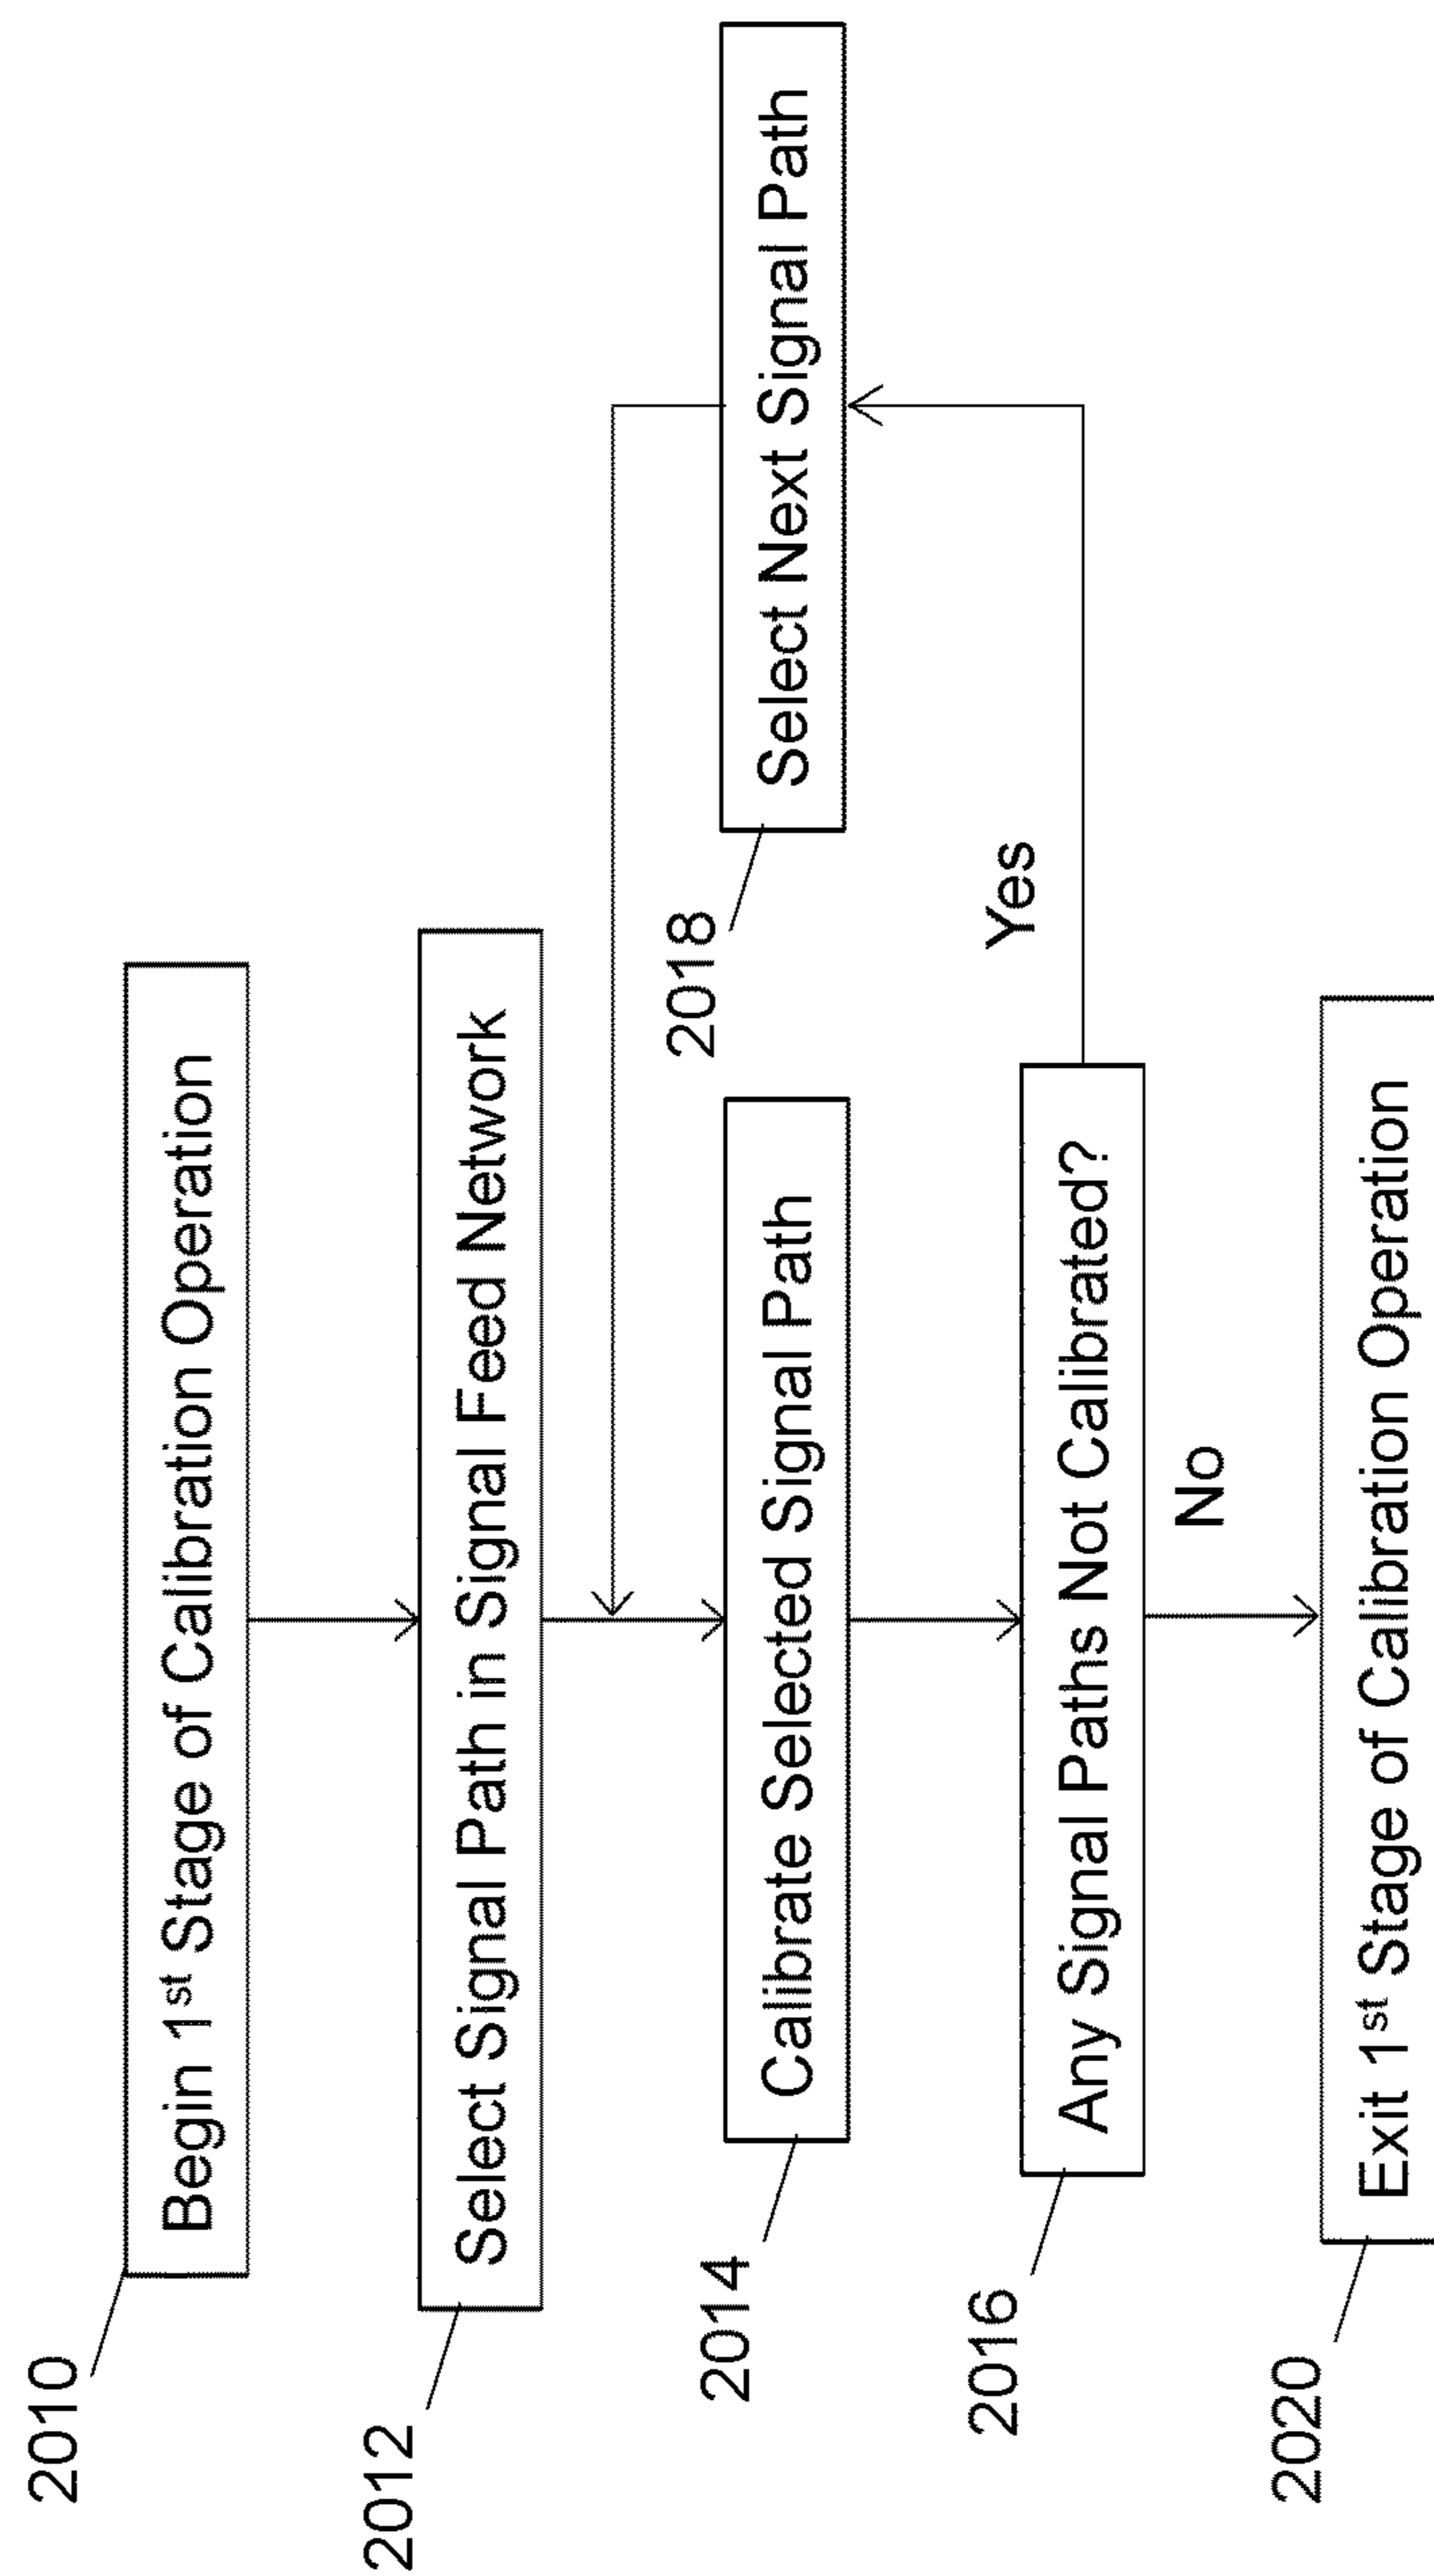 2010
Begin 1st Stage of Calibration Operation
2012
Select Signal Path in Signal Feed Network
2018
Select Next Signal Path
2014
Calibrate Selected Signal Path
Yes
2016
Any Signal Paths Not Calibrated?
No
2020
Exit 1st Stage of Calibration Operation